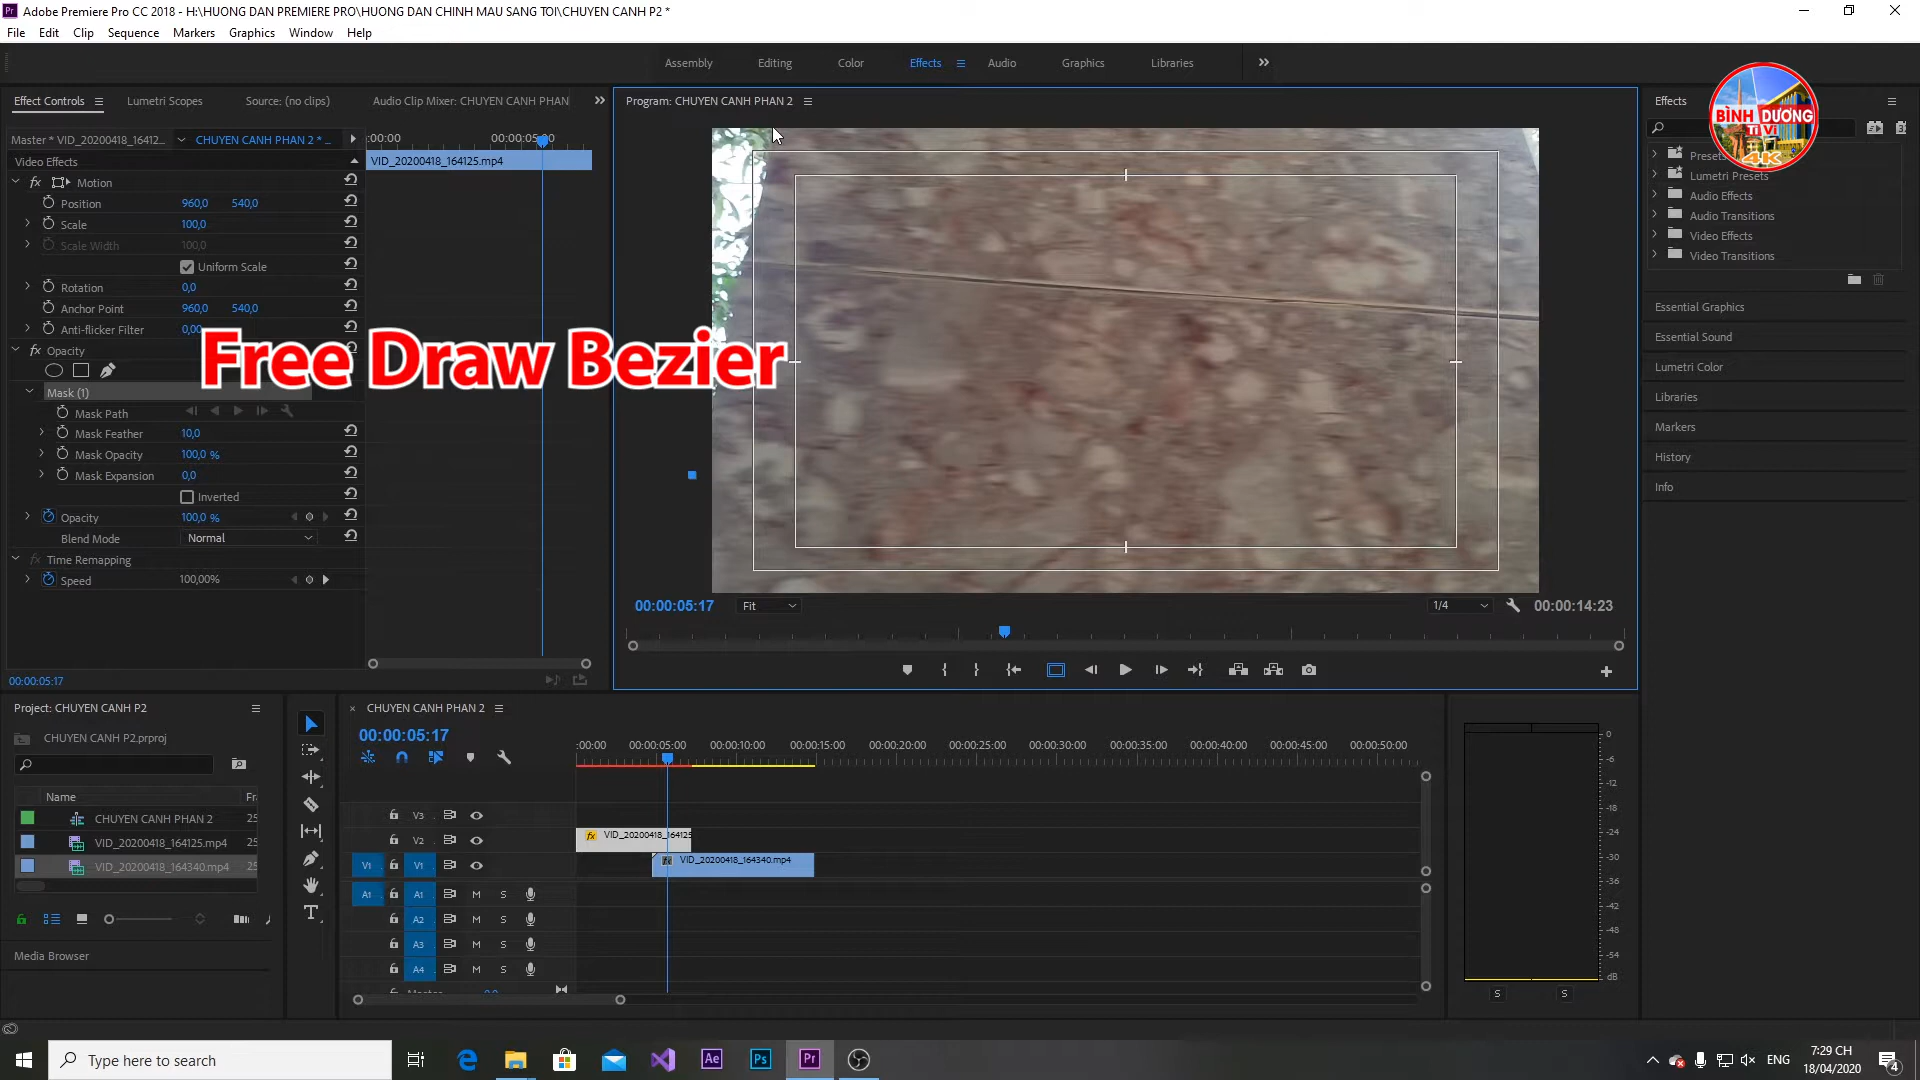 Adobe Premiere Pro CC 2018 - H:\HUONG DAN PREMIERE PRO\HUONG DAN CHINH MAU SANG TOI\CHUYEN CANH P2 *
File Edit Clip Sequence Markers Graphics Window Help
Assembly Editing Color Effects Audio Graphics Libraries
Effect Controls Lumetri Scopes Source: (no clips) Audio Clip Mixer: CHUYEN CANH PHAN
Master * VID_20200418_16412... CHUYEN CANH PHAN 2 * ...
:00:00 00:00:05:00
Video Effects
VID_20200418_164125.mp4
Motion
Position 960,0 540,0
Scale 100,0
Scale Width 100,0
Uniform Scale
Rotation 0,0
Anchor Point 960,0 540,0
Anti-flicker Filter 0,00
Opacity
Free Draw Bezier
Mask (1)
Mask Path
Mask Feather 10,0
Mask Opacity 100,0 %
Mask Expansion 0,0
Inverted
Opacity 100,0 %
Blend Mode Normal
Time Remapping
Speed 100,00%
00:00:05:17
Program: CHUYEN CANH PHAN 2
00:00:05:17 Fit 1/4 00:00:14:23
Effects
BÌNH DƯƠNG
Ti Vi
4K
Presets
Lumetri Presets
Audio Effects
Audio Transitions
Video Effects
Video Transitions
Essential Graphics
Essential Sound
Lumetri Color
Libraries
Markers
History
Info
Project: CHUYEN CANH P2
CHUYEN CANH P2.prproj
Name
CHUYEN CANH PHAN 2 25
VID_20200418_164125.mp4 25
VID_20200418_164340.mp4 25
Media Browser
CHUYEN CANH PHAN 2
00:00:05:17
:00:00 00:00:05:00 00:00:10:00 00:00:15:00 00:00:20:00 00:00:25:00 00:00:30:00 00:00:35:00 00:00:40:00 00:00:45:00 00:00:50:00
V3
V2 VID_20200418_164125
V1 V1 VID_20200418_164340.mp4
A1 A1 M S
A2 M S
A3 M S
A4 M S
Master 0,0
0
-6
-12
-18
-24
-30
-36
-42
-48
-54
dB
S S
Type here to search
Ae Ps Pr
ENG
7:29 CH
18/04/2020
4